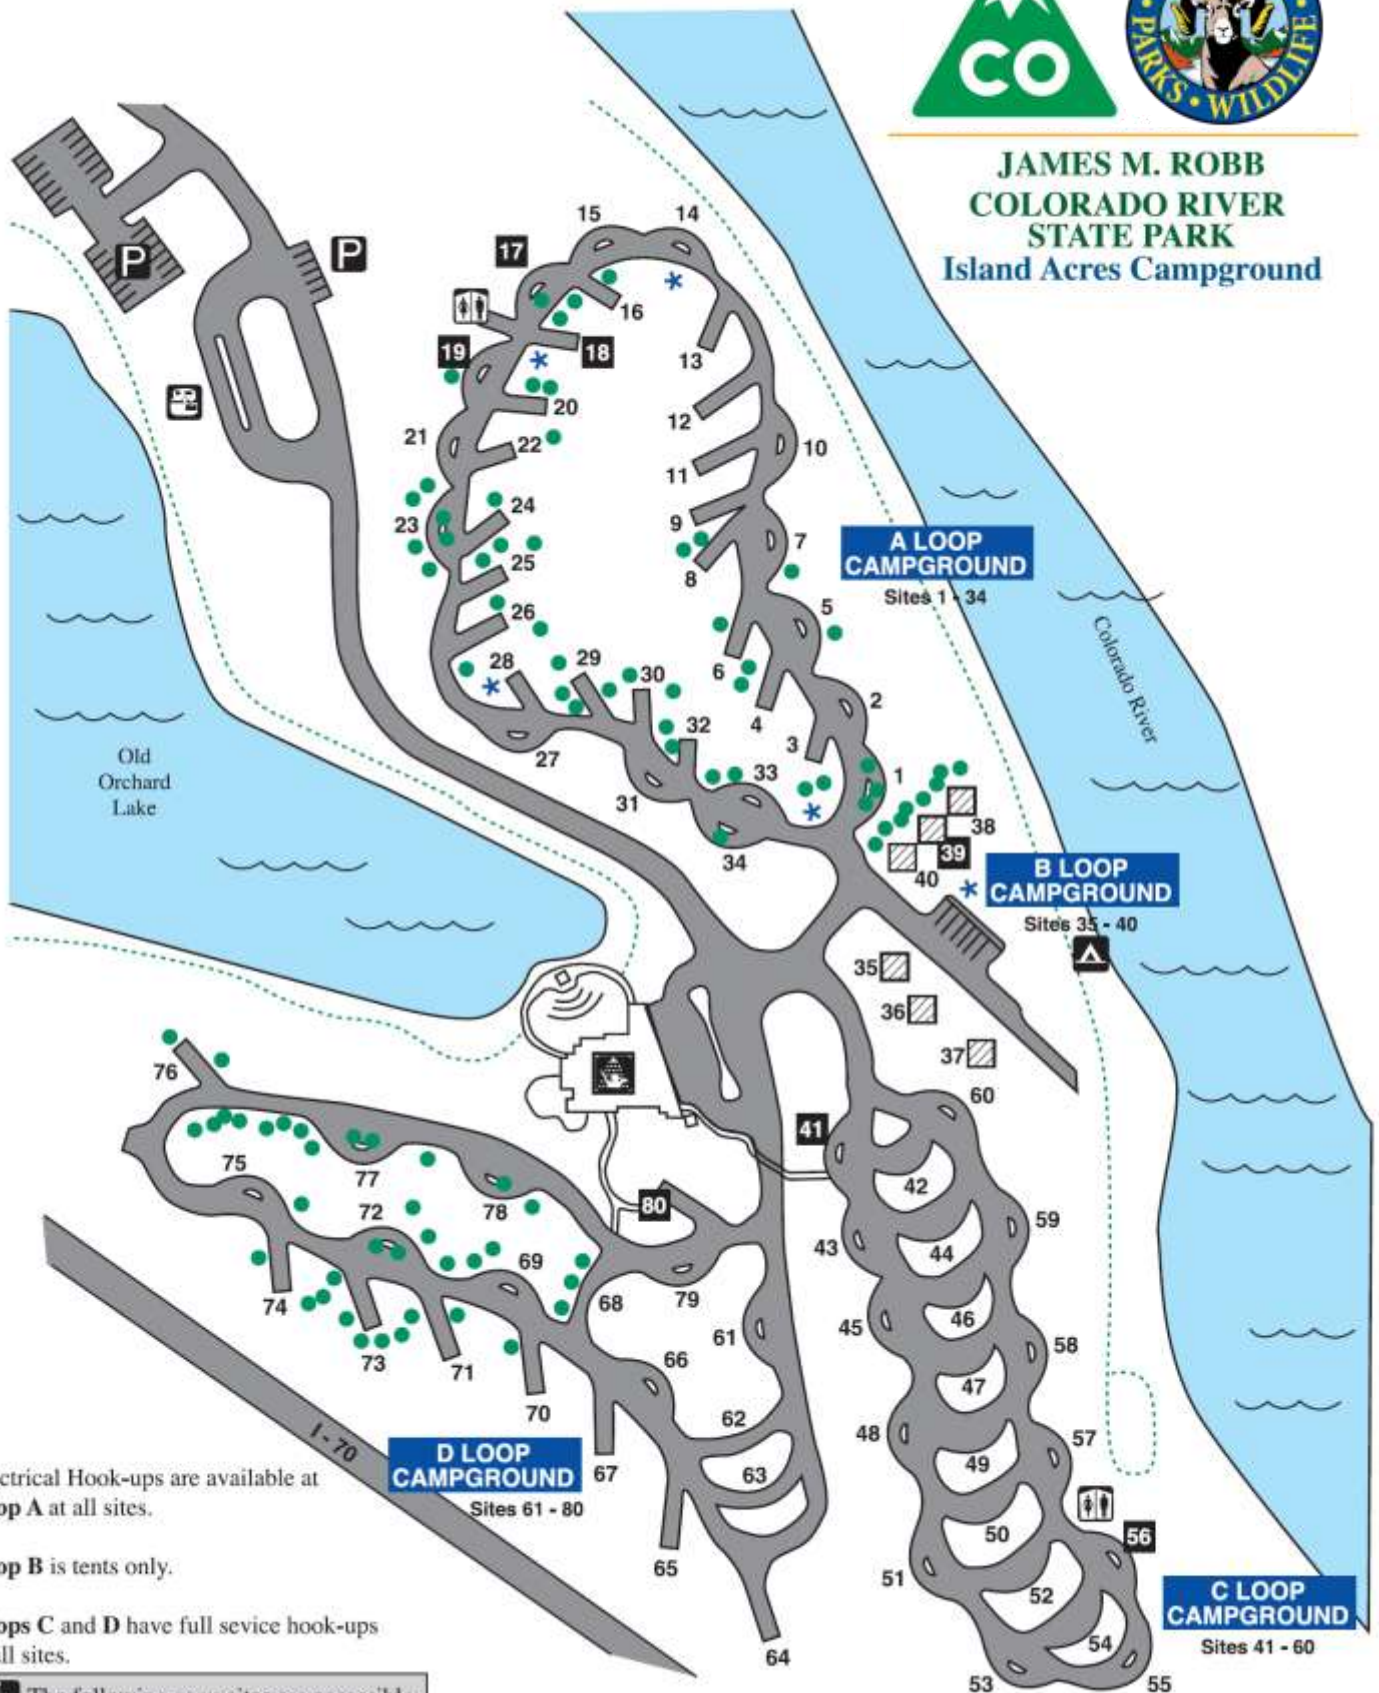 CO
PARKS • WILDLIFE
JAMES M. ROBB
COLORADO RIVER
STATE PARK
Island Acres Campground
P
P
15
14
17
16
13
19
18
20
12
21
22
11
10
24
23
9
7
25
8
A LOOP
CAMPGROUND
Sites 1 - 34
26
5
28
29
30
6
Colorado River
2
32
4
3
27
33
1
31
38
Old
Orchard
Lake
34
39
40
B LOOP
CAMPGROUND
Sites 35 - 40
35
36
37
76
60
41
75
77
42
72
78
80
59
43
44
69
74
68
79
46
45
61
58
73
71
66
47
70
62
48
57
I - 70
D LOOP
CAMPGROUND
Sites 61 - 80
67
63
49
ctrical Hook-ups are available at
op A at all sites.
50
56
65
51
op B is tents only.
52
C LOOP
CAMPGROUND
Sites 41 - 60
ops C and D have full sevice hook-ups
ll sites.
64
54
53
55